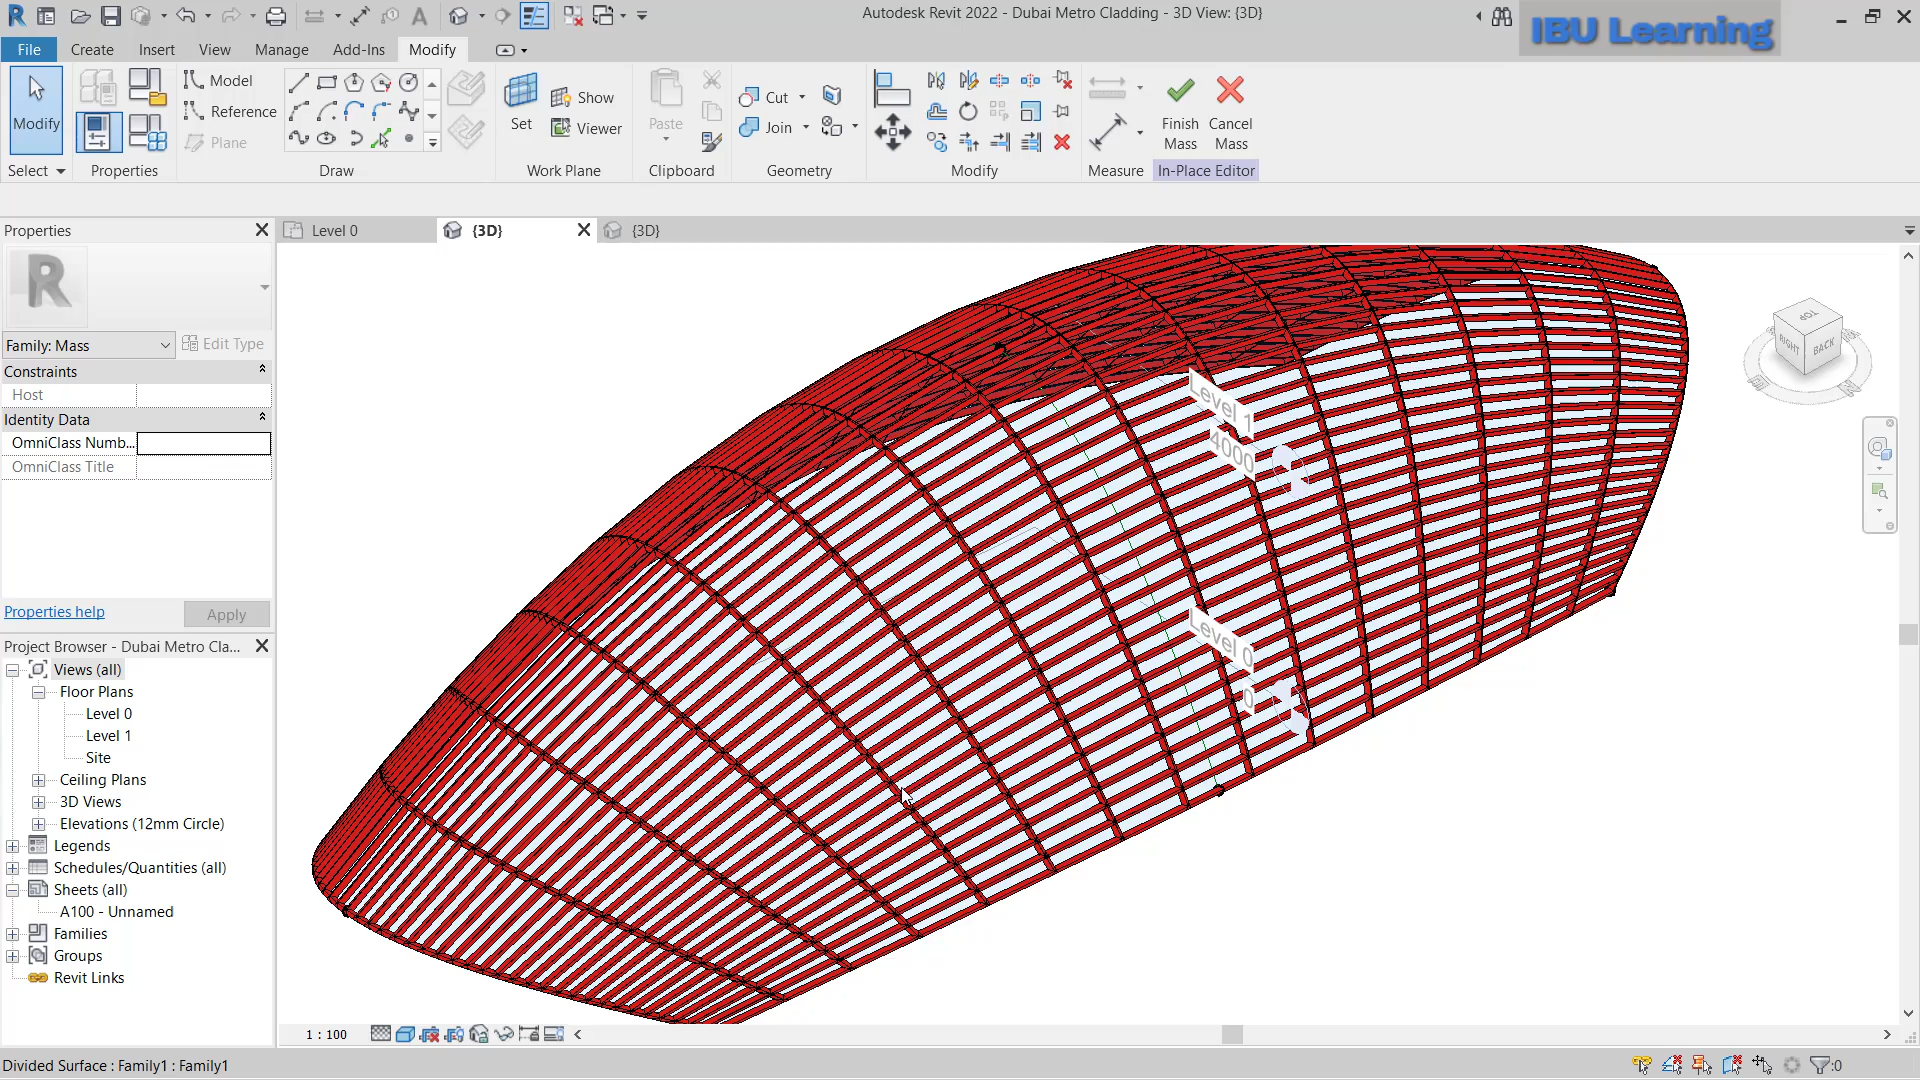 Autodesk Revit 2022 - Dubai Metro Cladding - 3D View: {3D}
IBU Learning
File Create Insert View Manage Add-Ins Modify
Modify
Model
Reference
Plane
Set
Show
Viewer
Paste
Cut
Join
Finish Mass
Cancel Mass
Select Properties Draw Work Plane Clipboard Geometry Modify Measure In-Place Editor
Properties
Level 0 {3D} {3D}
R
Family: Mass Edit Type
Constraints
Host
Identity Data
OmniClass Numb...
OmniClass Title
Properties help Apply
Project Browser - Dubai Metro Cla...
Views (all)
Floor Plans
Level 0
Level 1
Site
Ceiling Plans
3D Views
Elevations (12mm Circle)
Legends
Schedules/Quantities (all)
Sheets (all)
A100 - Unnamed
Families
Groups
Revit Links
Level 1
4000
Level 0
0
TOP
RIGHT
BACK
1 : 100
Divided Surface : Family1 : Family1
:0